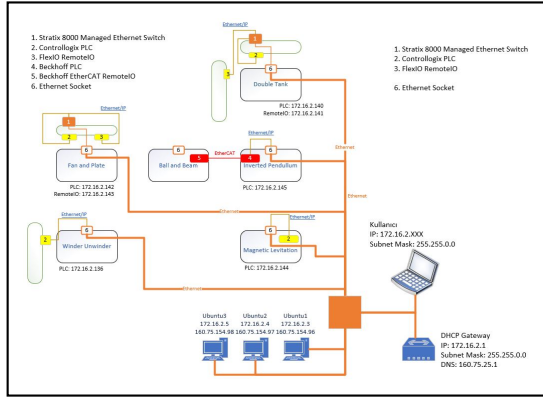 1. Stratix 8000 Managed Ethernet Switch
2. Controllogix PLC
3. FlexIO RemoteIO
4. Beckhoff PLC
5. Beckhoff EtherCAT RemoteIO
6. Ethernet Socket
Ethernet/IP
1
2
3
6
Double Tank
PLC: 172.16.2.140
RemoteIO: 172.16.2.141
1. Stratix 8000 Managed Ethernet Switch
2. Controllogix PLC
3. FlexIO RemoteIO
6. Ethernet Socket
Ethernet/IP
1
2
3
6
Fan and Plate
PLC: 172.16.2.142
RemoteIO: 172.16.2.143
6
5
Ball and Beam
EtherCAT
Ethernet/IP
4
6
Inverted Pendullum
PLC: 172.16.2.145
Ethernet
Ethernet
Ethernet
Ethernet/IP
2
6
Winder Unwinder
PLC: 172.16.2.136
Ethernet/IP
6
2
Magnetic Levitation
PLC: 172.16.2.144
Ethernet
Kullanıcı
IP: 172.16.2.XXX
Subnet Mask: 255.255.0.0
Ubuntu3
172.16.2.5
160.75.154.98
Ubuntu2
172.16.2.4
160.75.154.97
Ubuntu1
172.16.2.3
160.75.154.96
DHCP Gateway
IP: 172.16.2.1
Subnet Mask: 255.255.0.0
DNS: 160.75.25.1